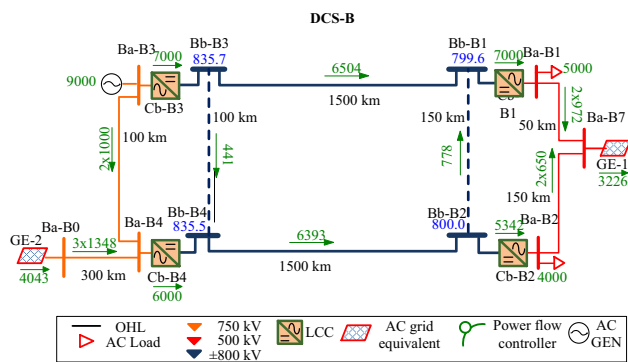 DCS-B
Ba-B3
7000
Bb-B3
835.7
6504
Bb-B1
799.6
7000
Ba-B1
5000
9000
Cb-B3
1500 km
B1
2x972
50 km
100 km
100 km
150 km
Ba-B7
2x1000
441
778
2x650
GE-1
3226
150 km
Ba-B0
Ba-B4
Bb-B4
835.5
6393
Bb-B2
800.0
5342
Ba-B2
GE-2
3x1348
4043
300 km
Cb-B4
6000
1500 km
Cb-B2
4000
OHL
AC Load
750 kV
500 kV
±800 kV
LCC
AC grid
equivalent
Power flow
controller
AC
GEN